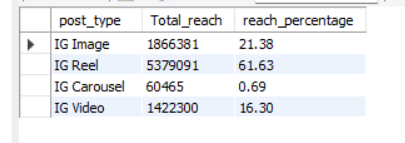 post_type Total_reach reach_percentage
IG Image 1866381 21.38
IG Reel 5379091 61.63
IG Carousel 60465 0.69
IG Video 1422300 16.30